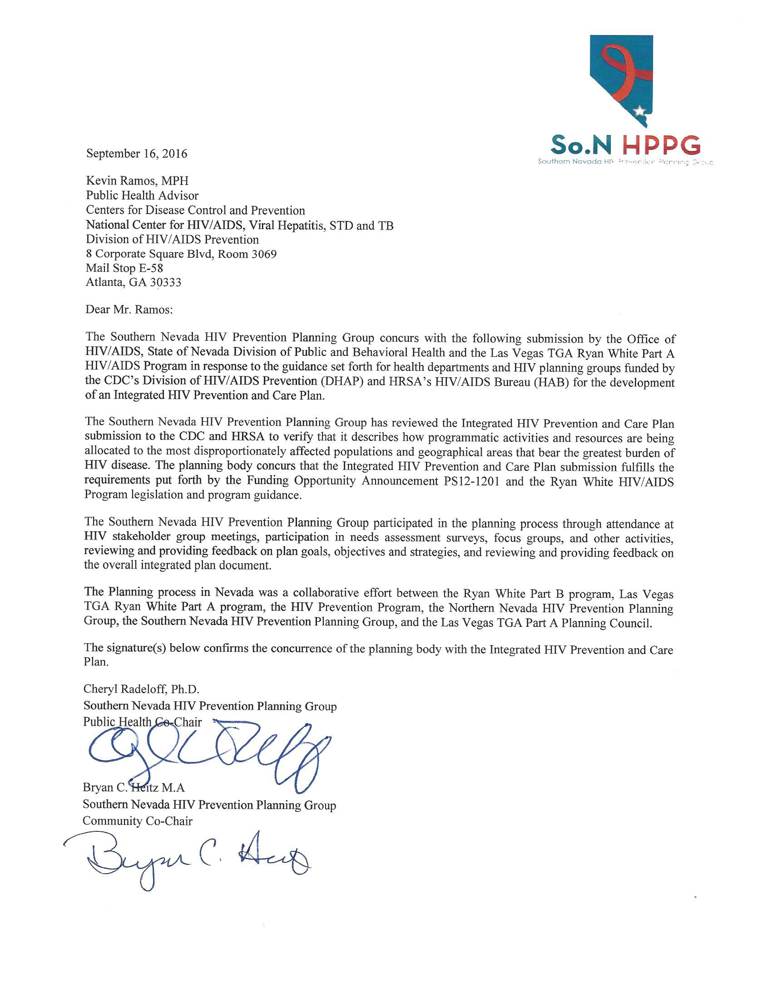 So.N HPPG
Southern Nevada HIV Prevention Planning Group
September 16, 2016
Kevin Ramos, MPH
Public Health Advisor
Centers for Disease Control and Prevention
National Center for HIV/AIDS, Viral Hepatitis, STD and TB
Division of HIV/AIDS Prevention
8 Corporate Square Blvd, Room 3069
Mail Stop E-58
Atlanta, GA 30333
Dear Mr. Ramos:
The Southern Nevada HIV Prevention Planning Group concurs with the following submission by the Office of
HIV/AIDS, State of Nevada Division of Public and Behavioral Health and the Las Vegas TGA Ryan White Part A
HIV/AIDS Program in response to the guidance set forth for health departments and HIV planning groups funded by
the CDC's Division of HIV/AIDS Prevention (DHAP) and HRSA's HIV/AIDS Bureau (HAB) for the development
of an Integrated HIV Prevention and Care Plan.
The Southern Nevada HIV Prevention Planning Group has reviewed the Integrated HIV Prevention and Care Plan
submission to the CDC and HRSA to verify that it describes how programmatic activities and resources are being
allocated to the most disproportionately affected populations and geographical areas that bear the greatest burden of
HIV disease. The planning body concurs that the Integrated HIV Prevention and Care Plan submission fulfills the
requirements put forth by the Funding Opportunity Announcement PS12-1201 and the Ryan White HIV/AIDS
Program legislation and program guidance.
The Southern Nevada HIV Prevention Planning Group participated in the planning process through attendance at
HIV stakeholder group meetings, participation in needs assessment surveys, focus groups, and other activities,
reviewing and providing feedback on plan goals, objectives and strategies, and reviewing and providing feedback on
the overall integrated plan document.
The Planning process in Nevada was a collaborative effort between the Ryan White Part B program, Las Vegas
TGA Ryan White Part A program, the HIV Prevention Program, the Northern Nevada HIV Prevention Planning
Group, the Southern Nevada HIV Prevention Planning Group, and the Las Vegas TGA Part A Planning Council.
The signature(s) below confirms the concurrence of the planning body with the Integrated HIV Prevention and Care
Plan.
Cheryl Radeloff, Ph.D.
Southern Nevada HIV Prevention Planning Group
Public Health Co-Chair
Bryan C. Heitz M.A
Southern Nevada HIV Prevention Planning Group
Community Co-Chair
Bryan C. Heitz